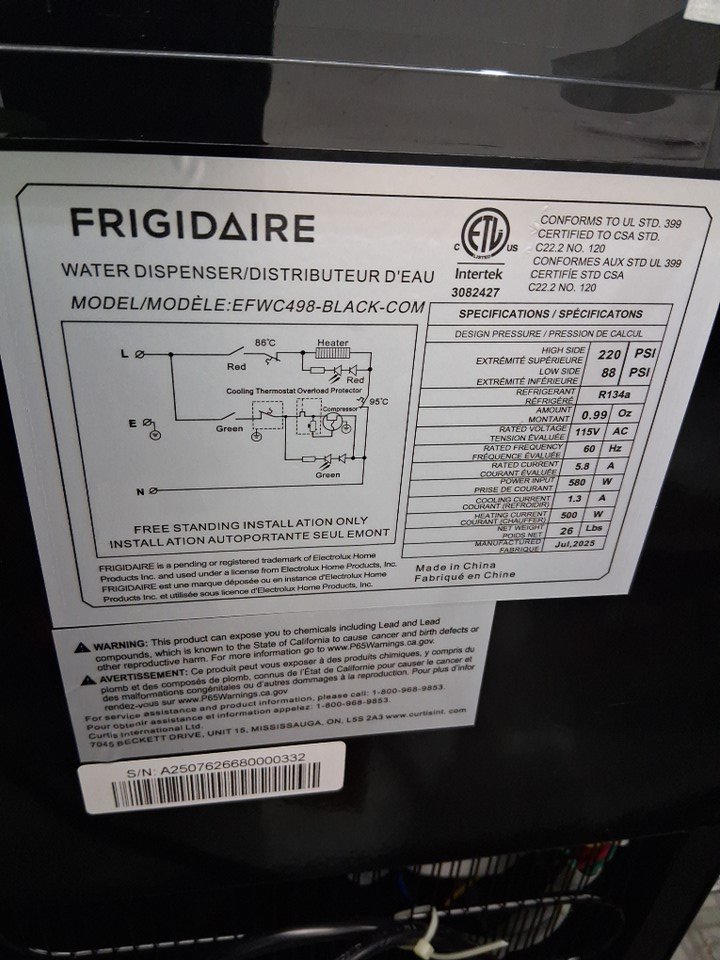 FRIGIDAIRE
WATER DISPENSER/DISTRIBUTEUR D'EAU
MODEL/MODÈLE:EFWC498-BLACK-COM
C ETL US
LISTED
Intertek
3082427
CONFORMS TO UL STD. 399
CERTIFIED TO CSA STD.
C22.2 NO. 120
CONFORMES AUX STD UL 399
CERTIFIÉE STD CSA
C22.2 NO. 120
L
86℃
Heater
Red
Red
Cooling Thermostat Overload Protector
95℃
E
Compressor
Green
Green
N
FREE STANDING INSTALLATION ONLY
INSTALLATION AUTOPORTANTE SEULEMONT
SPECIFICATIONS / SPÉCIFICATONS
DESIGN PRESSURE / PRESSION DE CALCUL
HIGH SIDE
EXTRÉMITÉ SUPÉRIEURE 220 PSI
LOW SIDE
EXTRÉMITÉ INFÉRIEURE 88 PSI
REFRIGERANT
RÉFRIGÉRÉ R134a
AMOUNT
MONTANT 0.99 Oz
RATED VOLTAGE
TENSION ÉVALUÉE 115V AC
RATED FREQUENCY
FRÉQUENCE ÉVALUÉE 60 Hz
RATED CURRENT
COURANT ÉVALUÉE 5.8 A
POWER INPUT
PRISE DE COURANT 580 W
COOLING CURRENT
COURANT (REFROIDIR) 1.3 A
HEATING CURRENT
COURANT (CHAUFFER) 500 W
NET WEIGHT
POIDS NET 26 Lbs
MANUFACTURED
FABRIQUÉ Jul,2025
FRIGIDAIRE is a pending or registered trademark of Electrolux Home
Products Inc. and used under a license from Electrolux Home Products, Inc.
FRIGIDAIRE est une marque déposée ou en instance d'Electrolux Home
Products Inc. et utilisée sous licence d'Electrolux Home Products, Inc.
Made in China
Fabriqué en Chine
WARNING: This product can expose you to chemicals including Lead and Lead
compounds, which is known to the State of California to cause cancer and birth defects or
other reproductive harm. For more information go to www.P65Warnings.ca.gov.
AVERTISSEMENT: Ce produit peut vous exposer à des produits chimiques, y compris du
plomb et des composés de plomb, connus de l'État de Californie pour causer le cancer et
des malformations congénitales ou d'autres dommages à la reproduction. Pour plus d'infor
rendez-vous sur www.P65Warnings.ca.gov
For service assistance and product information, please call: 1-800-968-9853.
Pour obtenir assistance et information appelez: 1-800-968-9853.
Curtis International Ltd.
7045 BECKETT DRIVE, UNIT 15, MISSISSAUGA, ON, L5S 2A3 www.curtisint.com
S/N: A2507626680000332